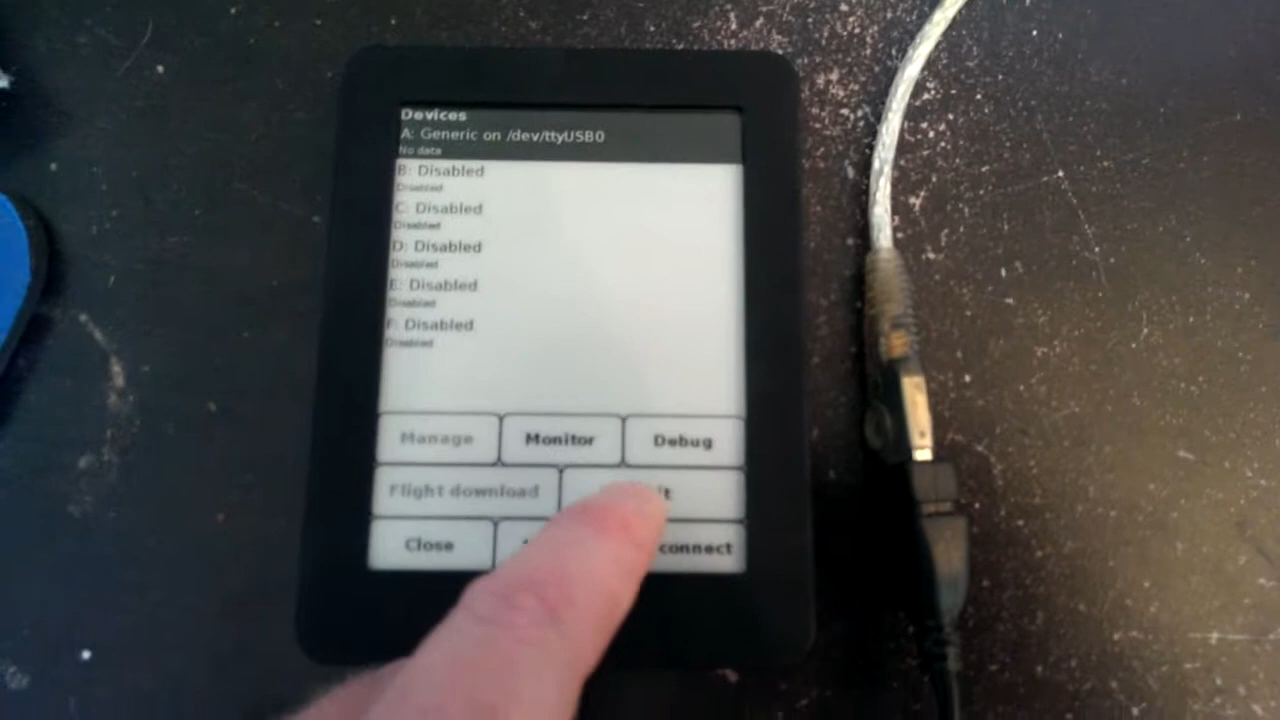 Devices
A: Generic on /dev/ttyUSB0
No data
B: Disabled
Disabled
C: Disabled
Disabled
D: Disabled
Disabled
E: Disabled
Disabled
F: Disabled
Disabled
Manage Monitor Debug
Flight download it
Close connect